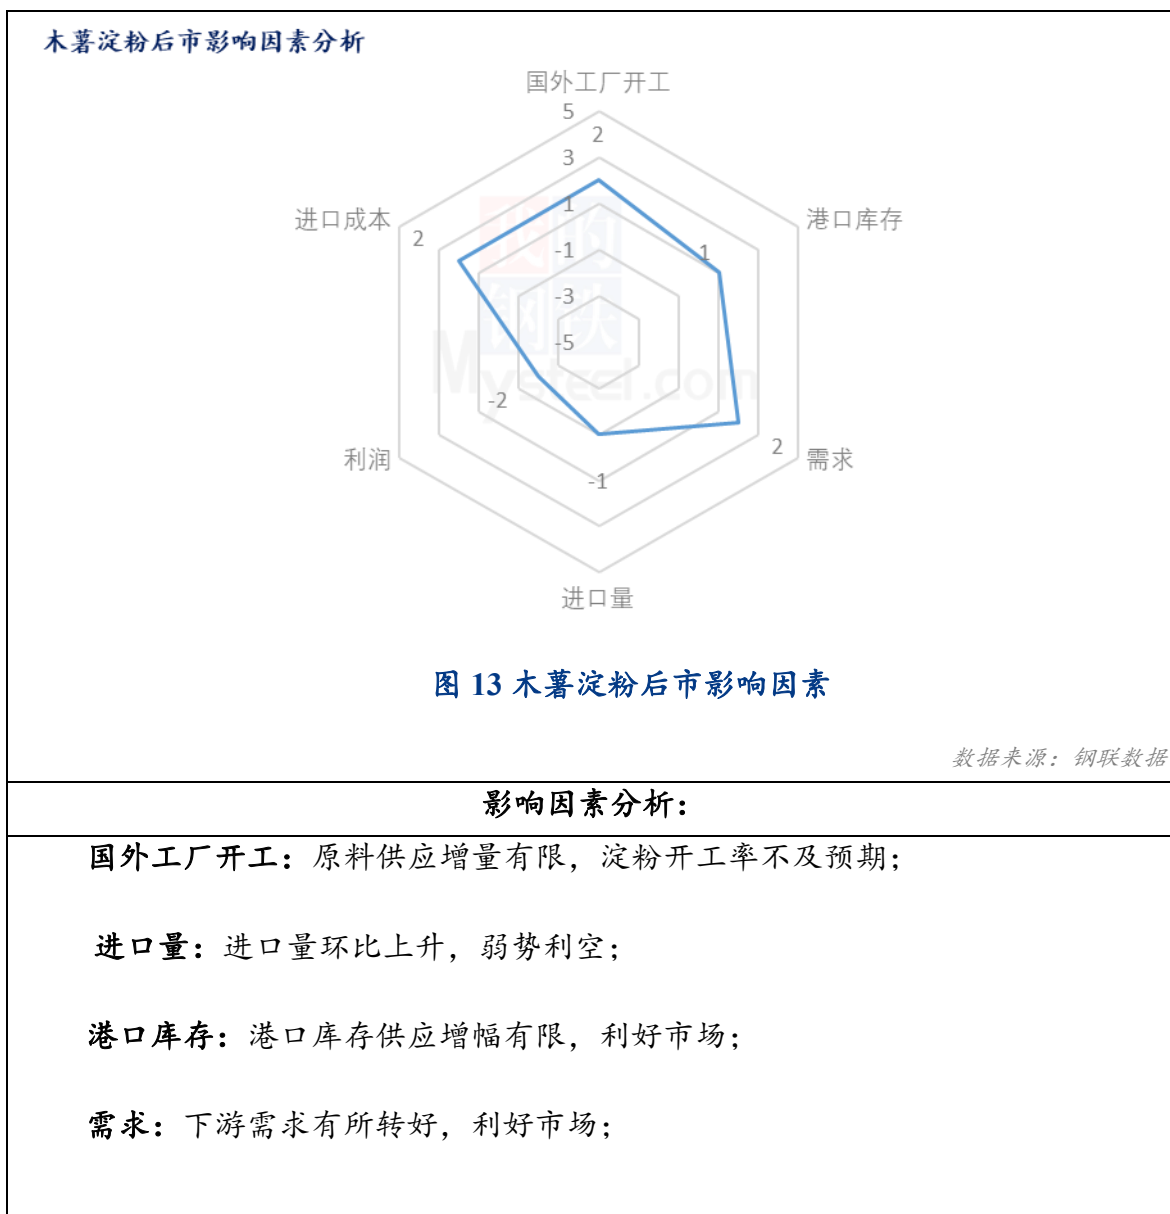 木薯淀粉后市影响因素分析
国外工厂开工
5
2
3
1
-1
-3
-5
进口成本
2
港口库存
1
利润
-2
需求
2
-1
进口量
我的
钢铁
Mysteel.com
图 13 木薯淀粉后市影响因素
数据来源：钢联数据
影响因素分析：
国外工厂开工：原料供应增量有限，淀粉开工率不及预期；
进口量：进口量环比上升，弱势利空；
港口库存：港口库存供应增幅有限，利好市场；
需求：下游需求有所转好，利好市场；